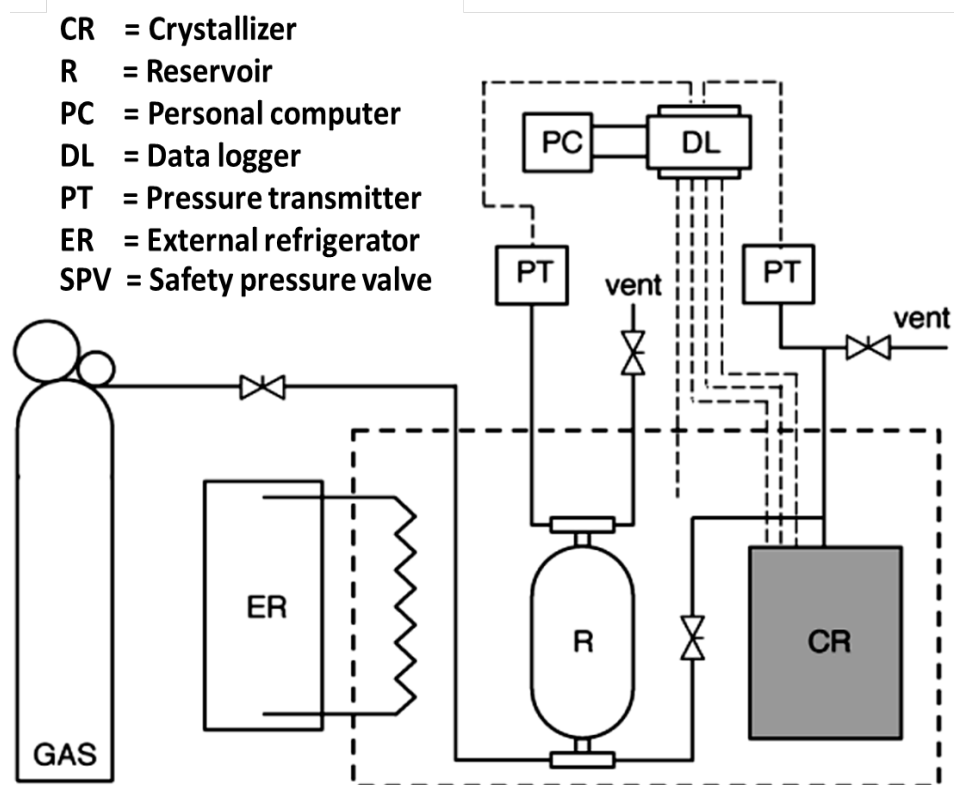 CR = Crystallizer
R = Reservoir
PC = Personal computer
DL = Data logger
PT = Pressure transmitter
ER = External refrigerator
SPV = Safety pressure valve
PC
DL
PT
vent
PT
vent
ER
R
CR
GAS